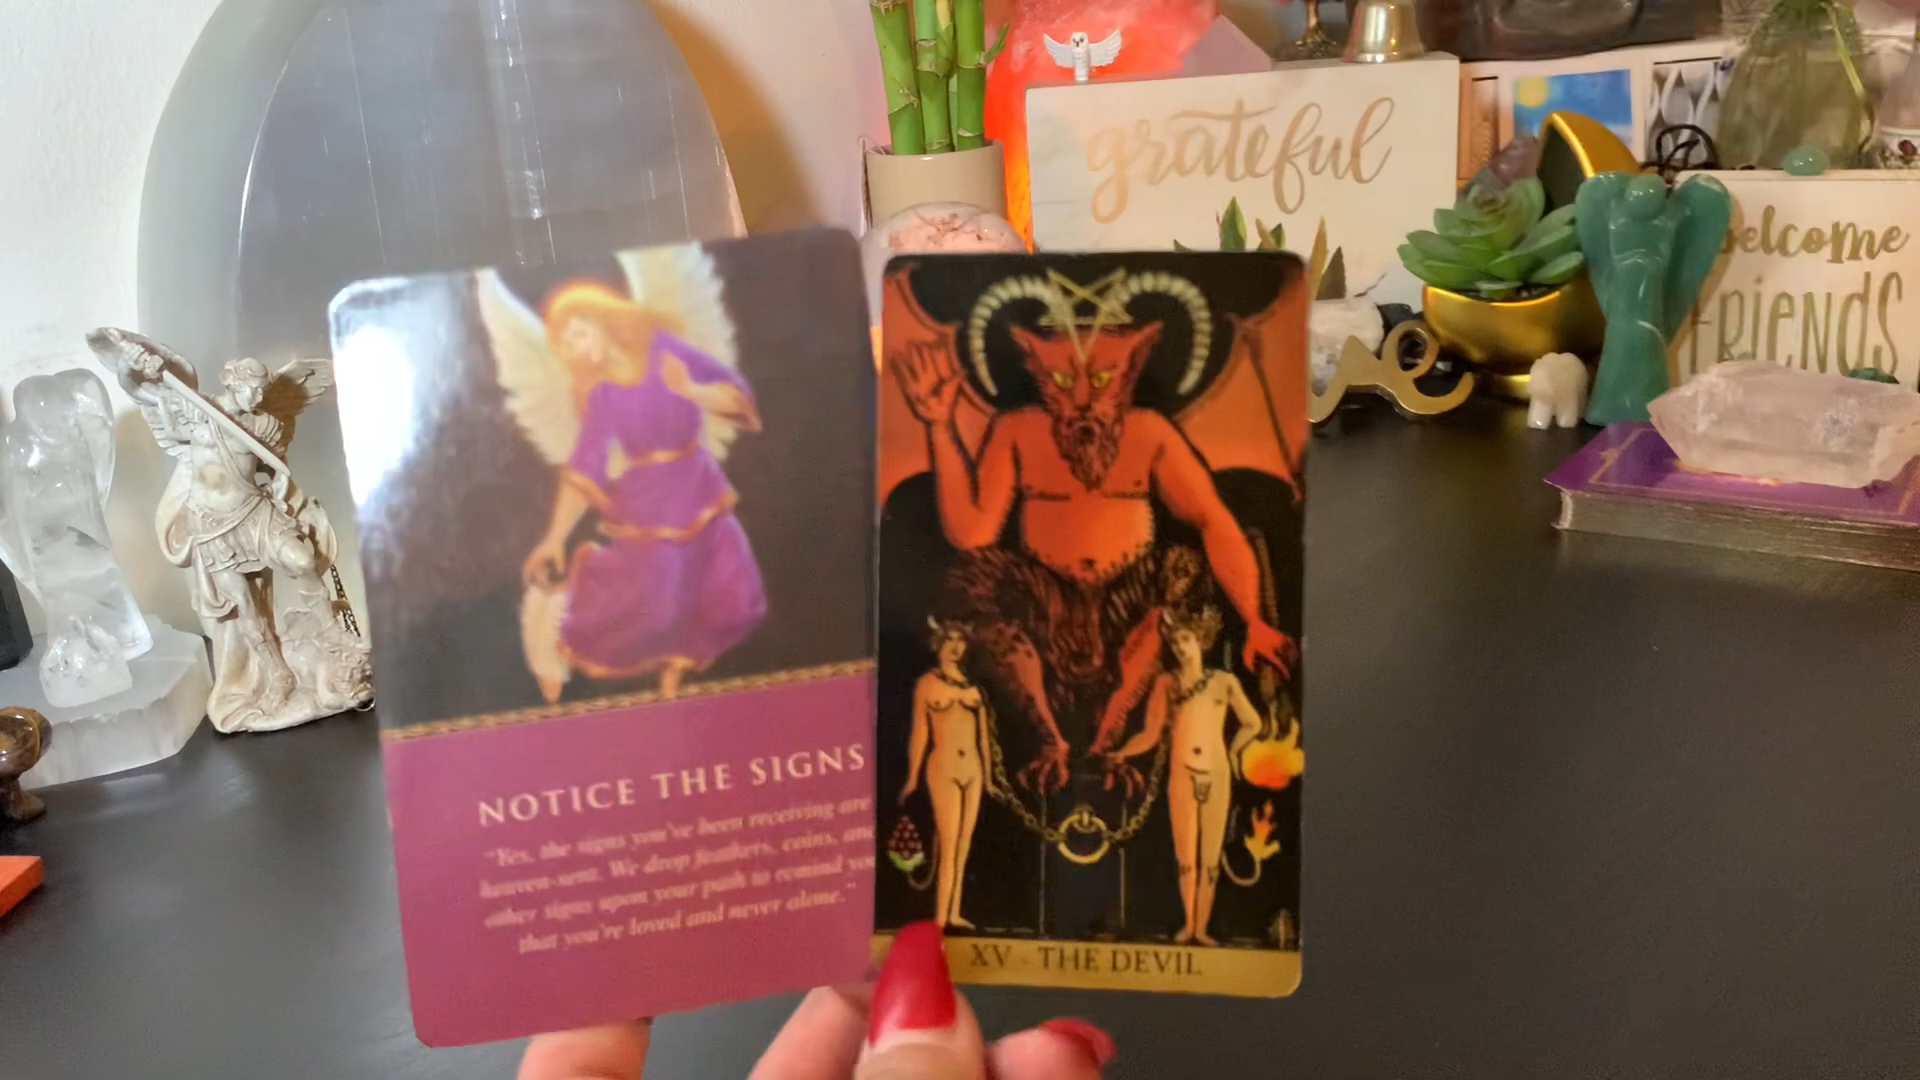 grateful
welcome
FRIENDS
NOTICE THE SIGNS
"Yes, the signs you've been receiving are
heaven-sent. We drop feathers, coins, and
other signs upon your path to remind you
that you're loved and never alone."
XV - THE DEVIL